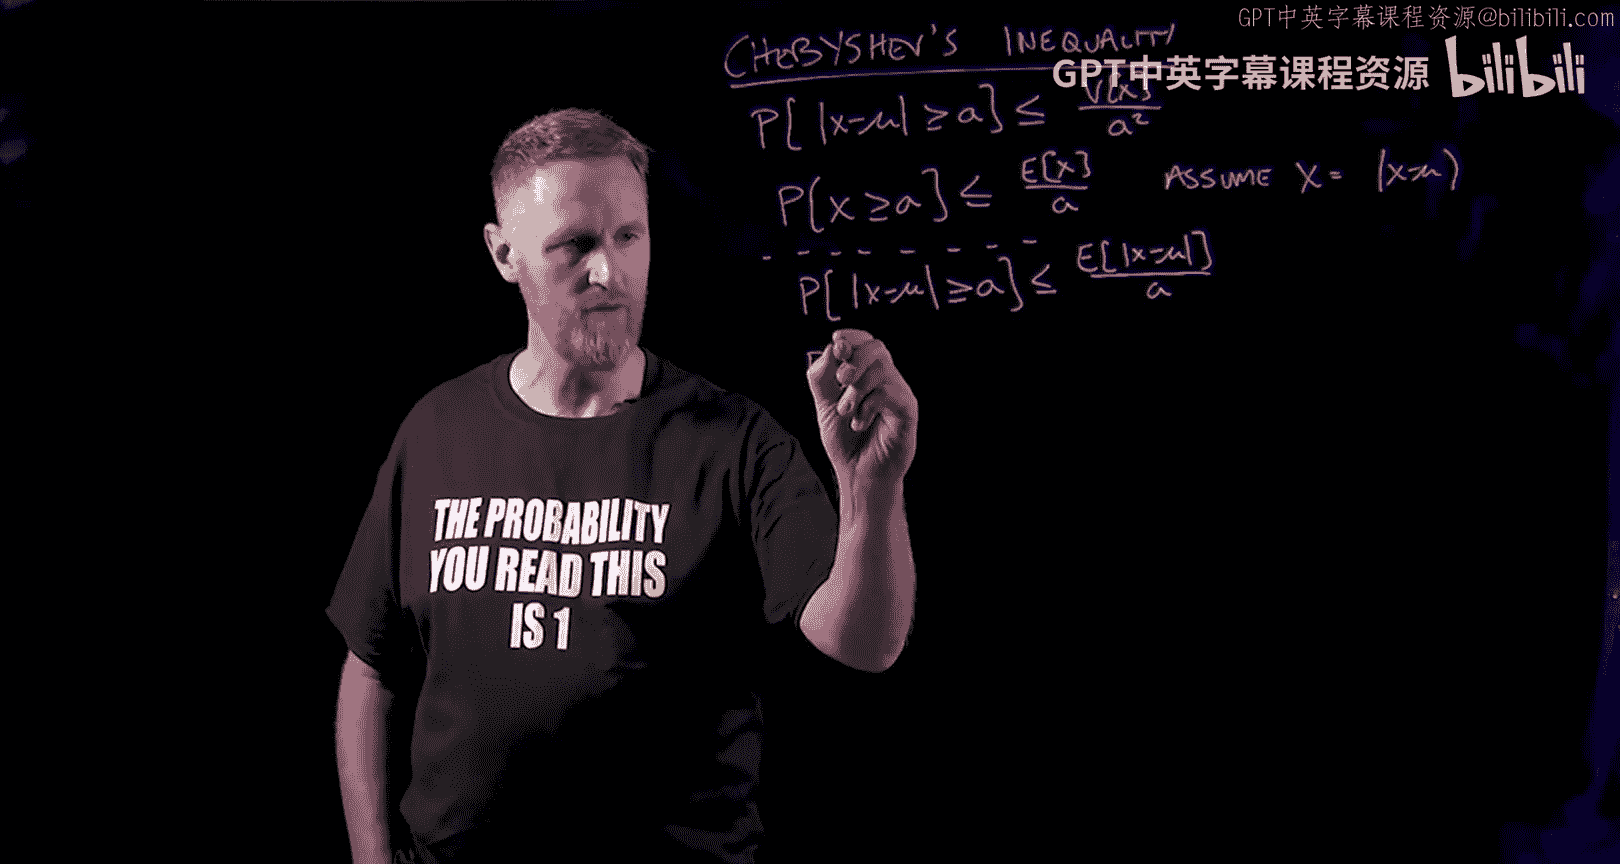 GPT中英字幕课程资源@bilibili.com
CHEBYSHEV'S INEQUALITY
GPT中英字幕课程资源 bilibili
P[ |x-μ| ≥ a ] ≤ V[x]/a²
P[x ≥ a] ≤ E[x]/a ASSUME X = |x-μ|
P[ |x-μ| ≥ a ] ≤ E[|x-μ|]/a
THE PROBABILITY
YOU READ THIS
IS 1